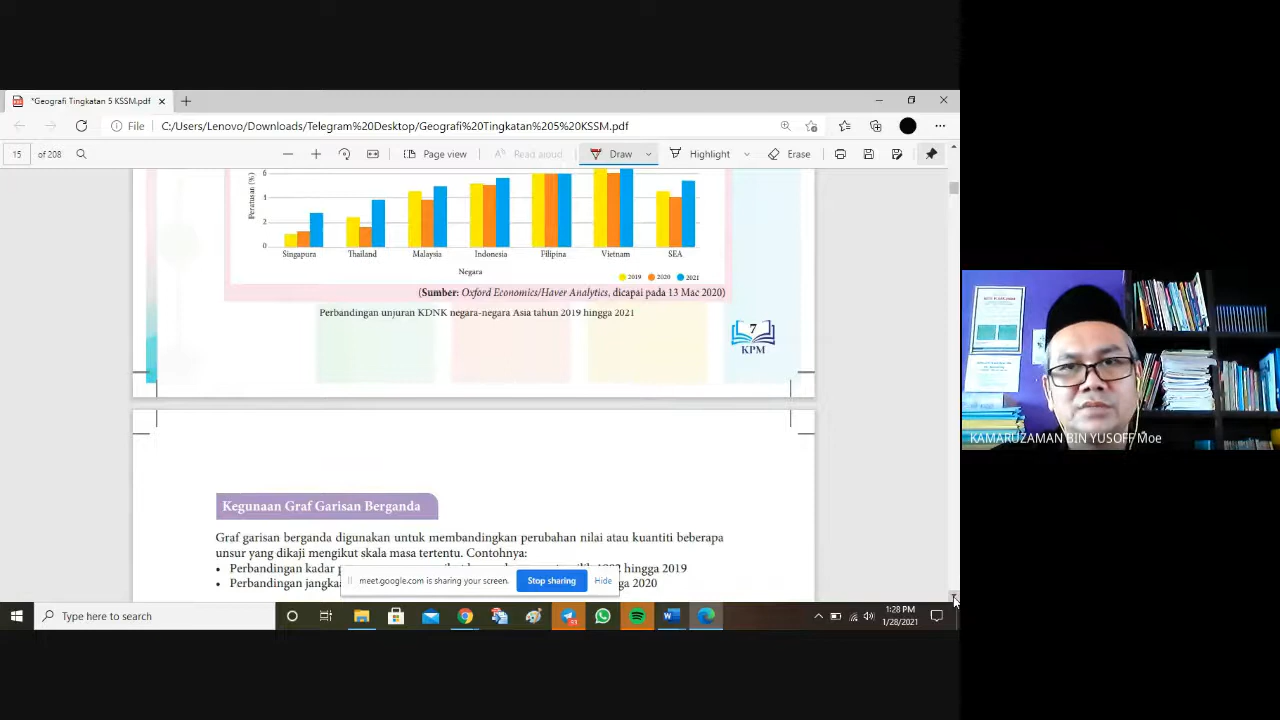 *Geografi Tingkatan 5 KSSM.pdf
File C:/Users/Lenovo/Downloads/Telegram%20Desktop/Geografi%20Tingkatan%205%20KSSM.pdf
15 of 208 Page view Read aloud Draw Highlight Erase
Peratusan (%)
6
4
2
0
Singapura Thailand Malaysia Indonesia Filipina Vietnam SEA
Negara
2019 2020 2021
(Sumber: Oxford Economics/Haver Analytics, dicapai pada 13 Mac 2020)
Perbandingan unjuran KDNK negara-negara Asia tahun 2019 hingga 2021
7
KPM
Kegunaan Graf Garisan Berganda
Graf garisan berganda digunakan untuk membandingkan perubahan nilai atau kuantiti beberapa
unsur yang dikaji mengikut skala masa tertentu. Contohnya:
• Perbandingan kadar hingga 2019
• Perbandingan 2020
meet.google.com is sharing your screen. Stop sharing Hide
Type here to search
1:28 PM
1/28/2021
KAMARUZAMAN BIN YUSOFF Moe